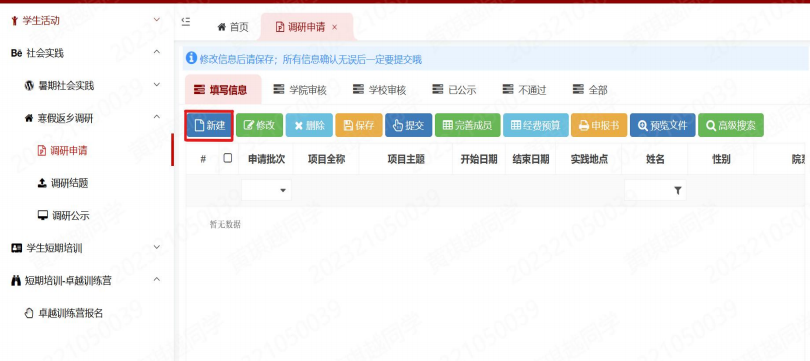 学生活动
Bē 社会实践
暑期社会实践
寒假返乡调研
调研申请
调研结题
调研公示
学生短期培训
短期培训-卓越训练营
卓越训练营报名
首页 调研申请 ×
修改信息后请保存；所有信息确认无误后一定要提交哦
填写信息 学院审核 学校审核 已公示 不通过 全部
新建 修改 删除 保存 提交 完善成员 经费预算 申报书 预览文件 高级搜索
# 申请批次 项目全称 项目主题 开始日期 结束日期 实践地点 姓名 性别 院系
暂无数据